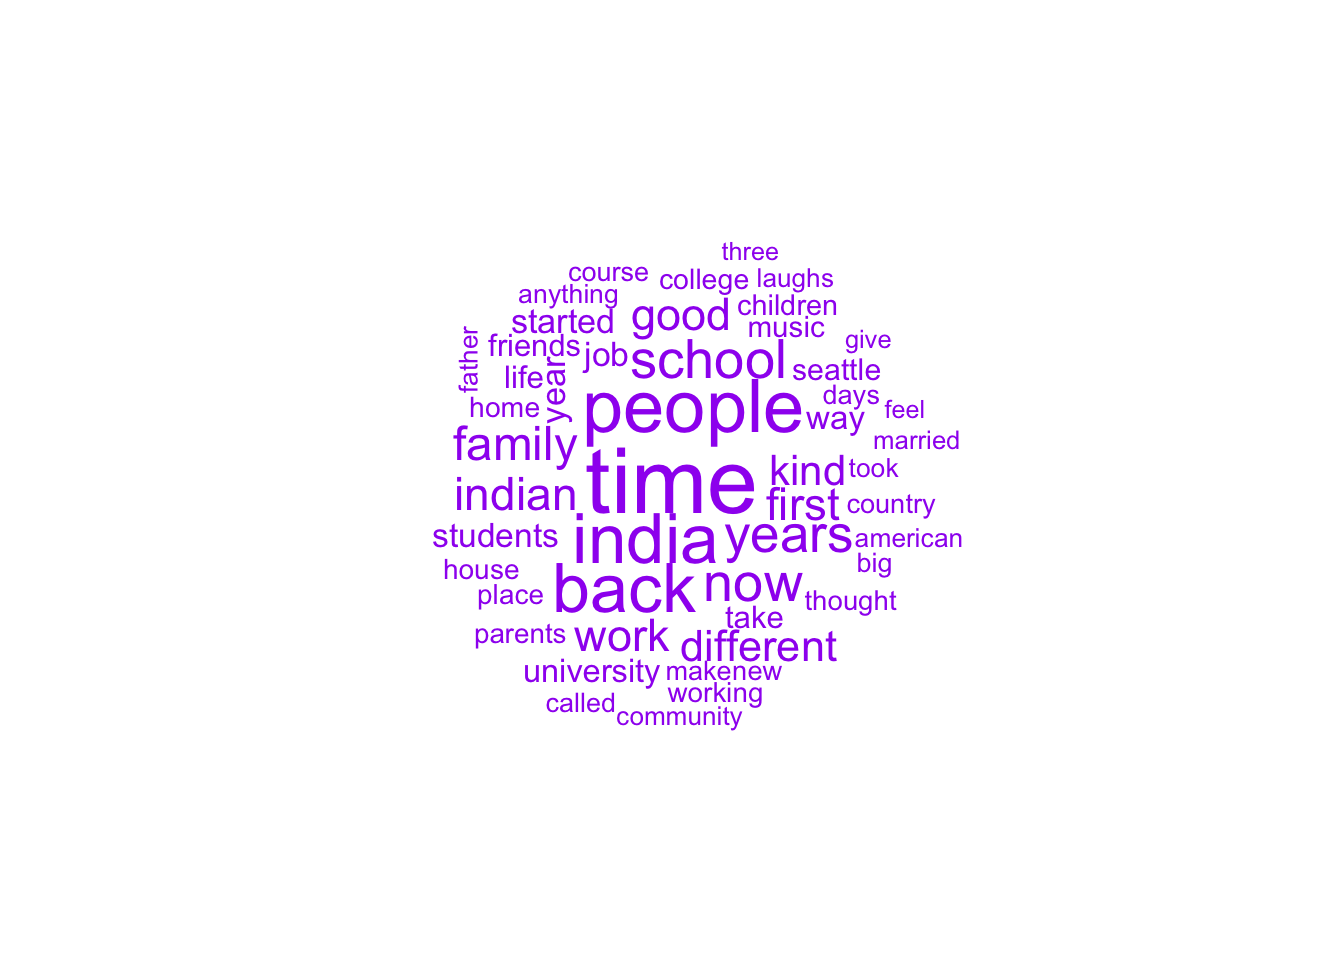 three
course
college
laughs
anything
children
started
good
music
father
friends
job
school
give
life
year
seattle
home
people
days
way
feel
family
married
time
kind
took
indian
first
country
students
india
years
american
house
back
now
big
place
take
thought
parents
work
different
university
make
new
called
working
community